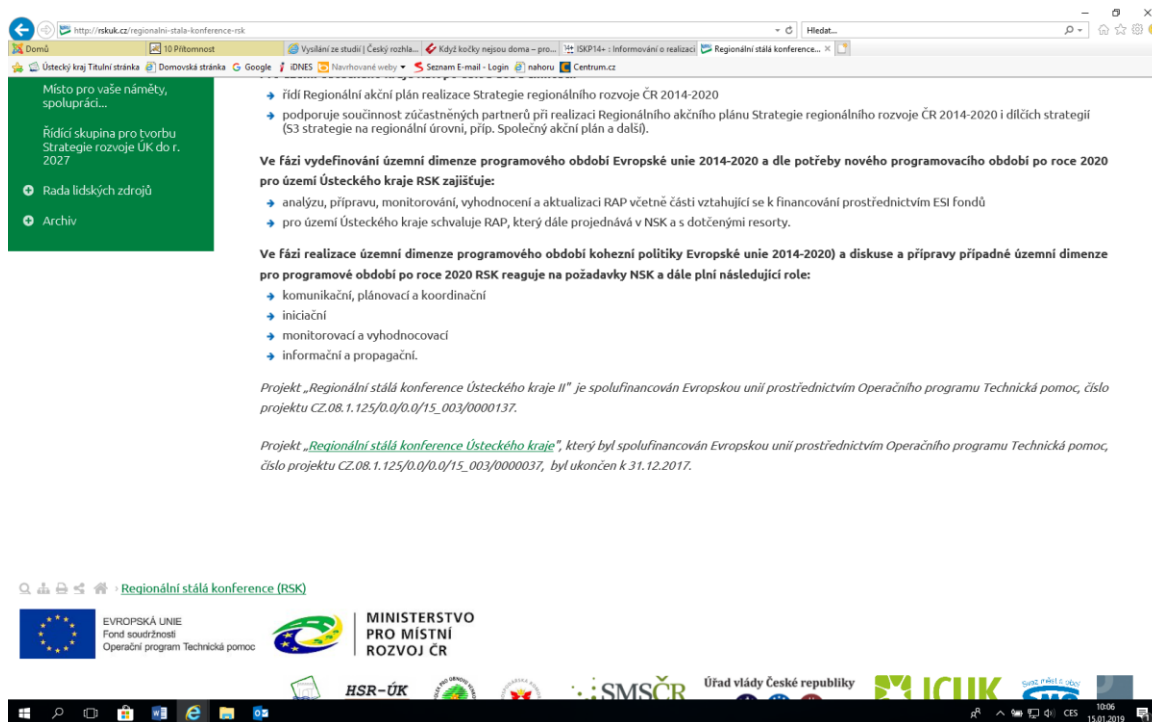 http://rskuk.cz/regionalni-stala-konference-rsk
Hledat...
Domů
10 Přítomnost
Vysílání ze studií | Český rozhla...
Když kočky nejsou doma – pro...
ISKP14+ : Informování o realizaci
Regionální stálá konference...
Ústecký kraj Titulní stránka
Domovská stránka
Google
iDNES
Navrhované weby
Seznam E-mail - Login
nahoru
Centrum.cz
Místo pro vaše náměty,
spolupráci...
Řídící skupina pro tvorbu
Strategie rozvoje ÚK do r.
2027
Rada lidských zdrojů
Archiv
řídí Regionální akční plán realizace Strategie regionálního rozvoje ČR 2014-2020
podporuje součinnost zúčastněných partnerů při realizaci Regionálního akčního plánu Strategie regionálního rozvoje ČR 2014-2020 i dílčích strategií
(S3 strategie na regionální úrovni, příp. Společný akční plán a další).
Ve fázi vydefinování územní dimenze programového období Evropské unie 2014-2020 a dle potřeby nového programovacího období po roce 2020
pro území Ústeckého kraje RSK zajišťuje:
analýzu, přípravu, monitorování, vyhodnocení a aktualizaci RAP včetně části vztahující se k financování prostřednictvím ESI fondů
pro území Ústeckého kraje schvaluje RAP, který dále projednává v NSK a s dotčenými resorty.
Ve fázi realizace územní dimenze programového období kohezní politiky Evropské unie 2014-2020) a diskuse a přípravy případné územní dimenze
pro programové období po roce 2020 RSK reaguje na požadavky NSK a dále plní následující role:
komunikační, plánovací a koordinační
iniciační
monitorovací a vyhodnocovací
informační a propagační.
Projekt „Regionální stálá konference Ústeckého kraje II" je spolufinancován Evropskou unií prostřednictvím Operačního programu Technická pomoc, číslo
projektu CZ.08.1.125/0.0/0.0/15_003/0000137.
Projekt „Regionální stálá konference Ústeckého kraje", který byl spolufinancován Evropskou unií prostřednictvím Operačního programu Technická pomoc,
číslo projektu CZ.08.1.125/0.0/0.0/15_003/0000037, byl ukončen k 31.12.2017.
Regionální stálá konference (RSK)
EVROPSKÁ UNIE
Fond soudržnosti
Operační program Technická pomoc
MINISTERSTVO
PRO MÍSTNÍ
ROZVOJ ČR
HSR-ÚK
SMSČR
Úřad vlády České republiky
ICUK
CES
10:06
15.01.2019